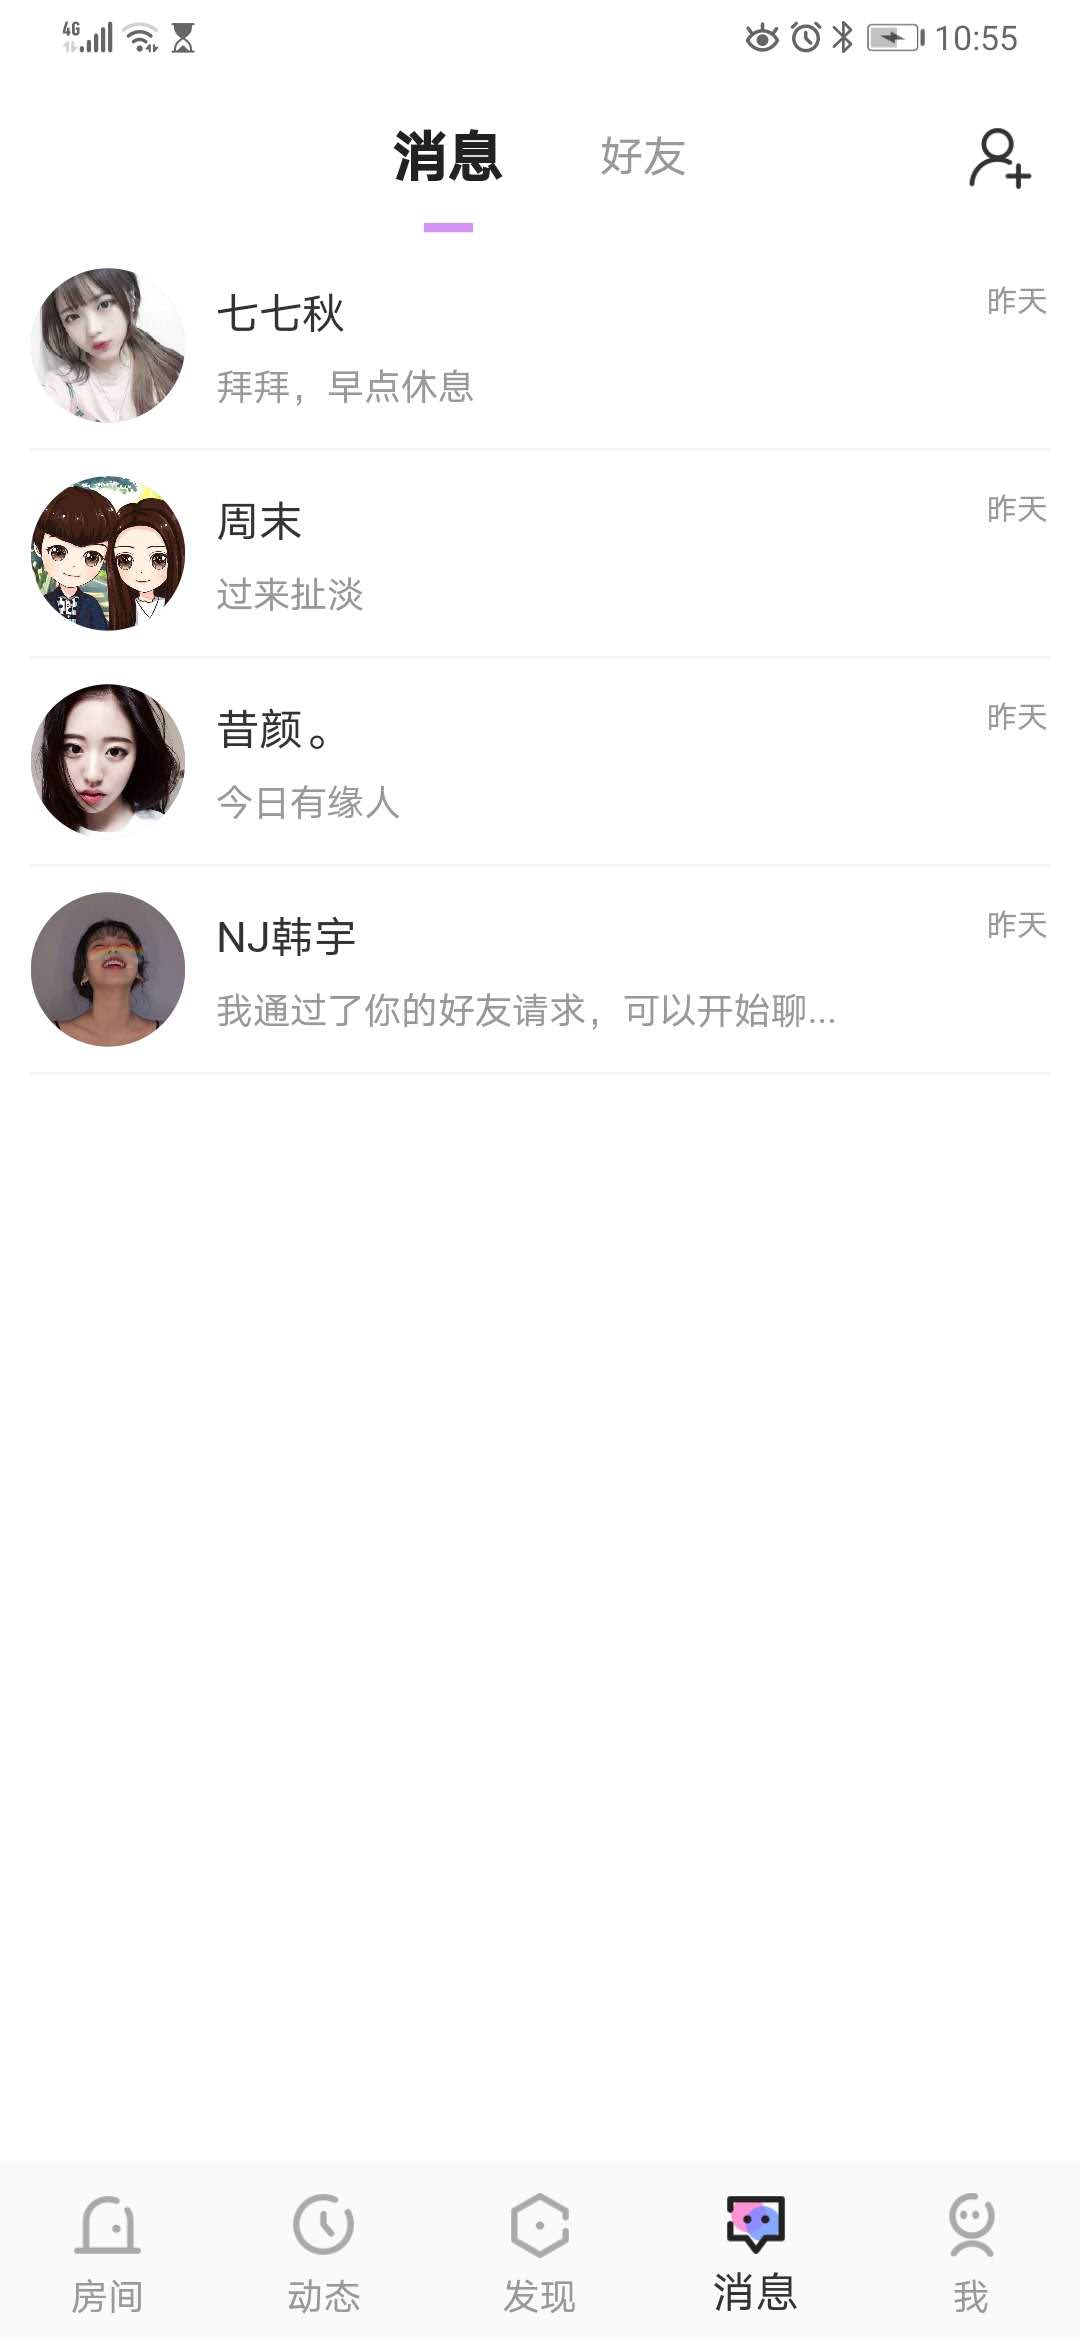 4G 10:55
消息 好友
七七秋 昨天
拜拜，早点休息
周末 昨天
过来扯淡
昔颜。 昨天
今日有缘人
NJ韩宇 昨天
我通过了你的好友请求，可以开始聊...
房间 动态 发现 消息 我